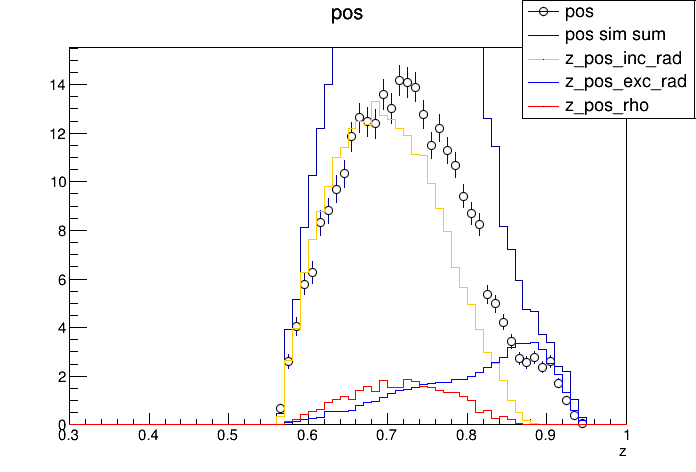 pos
pos
pos sim sum
z_pos_inc_rad
z_pos_exc_rad
z_pos_rho
14
12
10
8
6
4
2
0
0.3 0.4 0.5 0.6 0.7 0.8 0.9 1
z